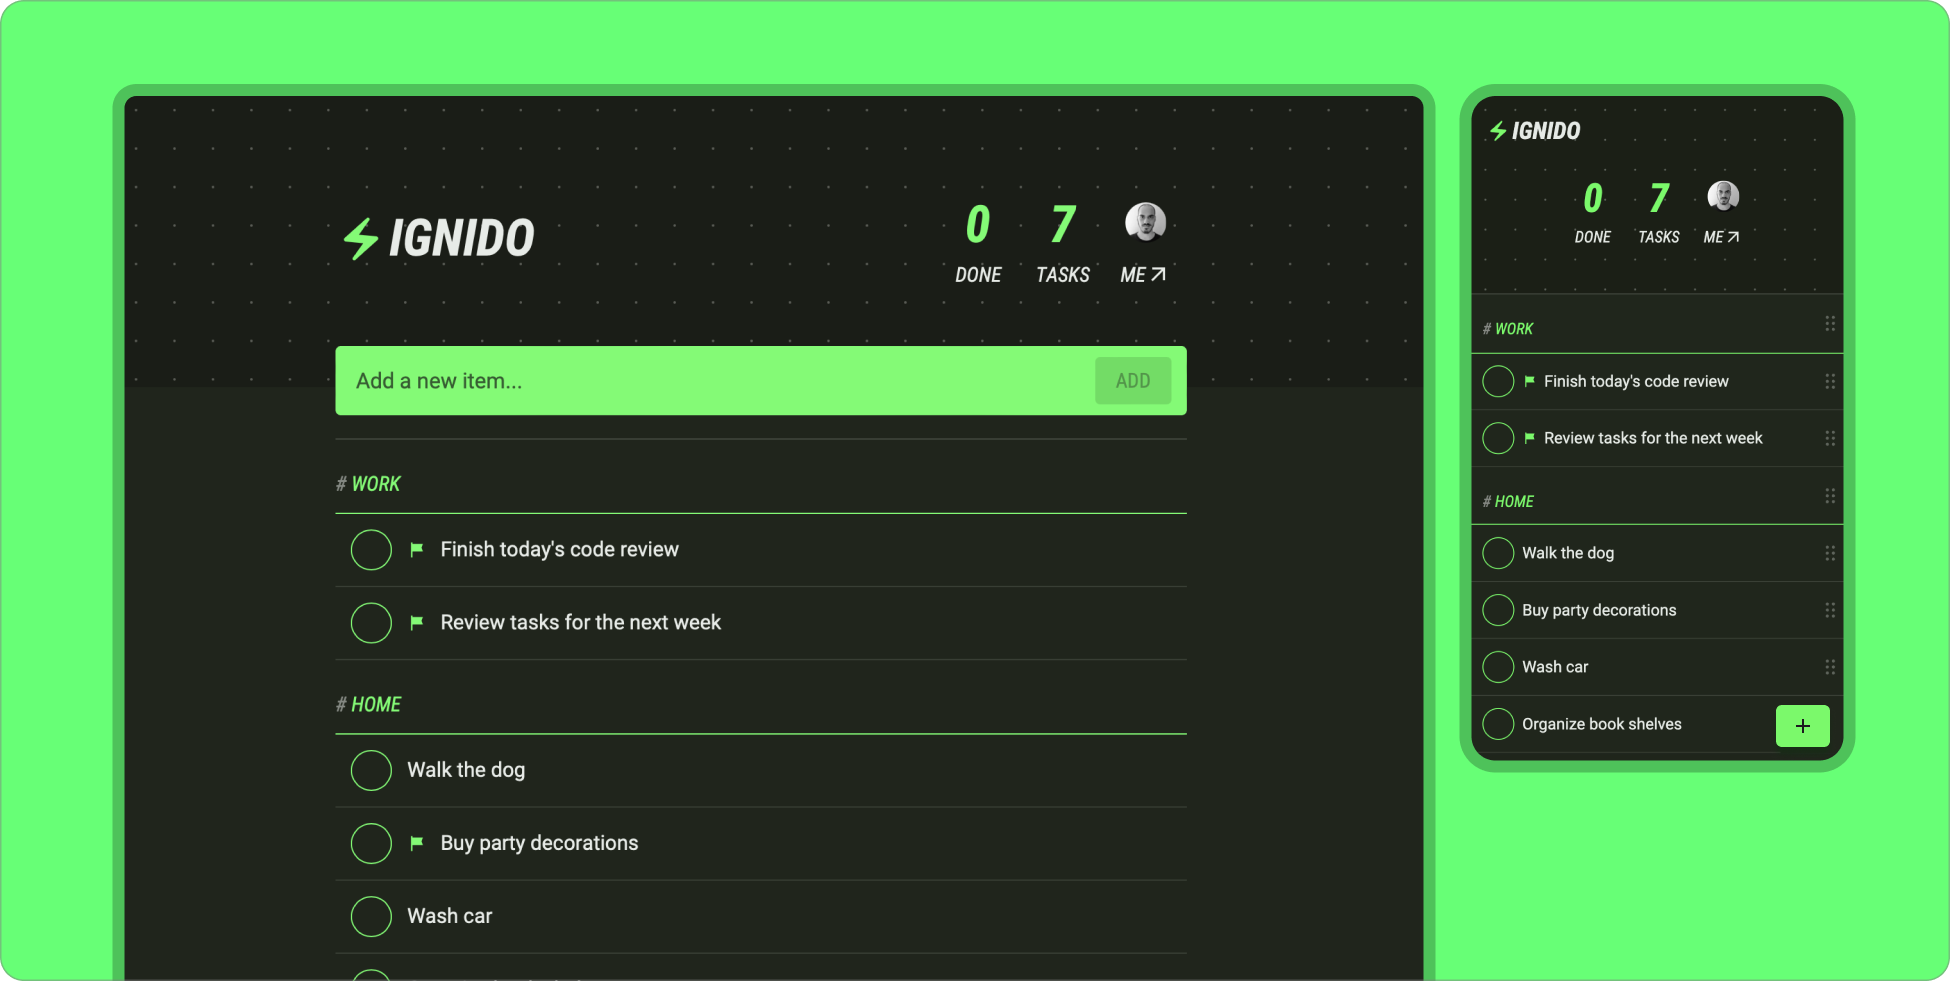 IGNIDO
0 7
DONE TASKS ME
Add a new item... ADD
# WORK
Finish today's code review
Review tasks for the next week
# HOME
Walk the dog
Buy party decorations
Wash car
IGNIDO
0 7
DONE TASKS ME
# WORK
Finish today's code review
Review tasks for the next week
# HOME
Walk the dog
Buy party decorations
Wash car
Organize book shelves
+